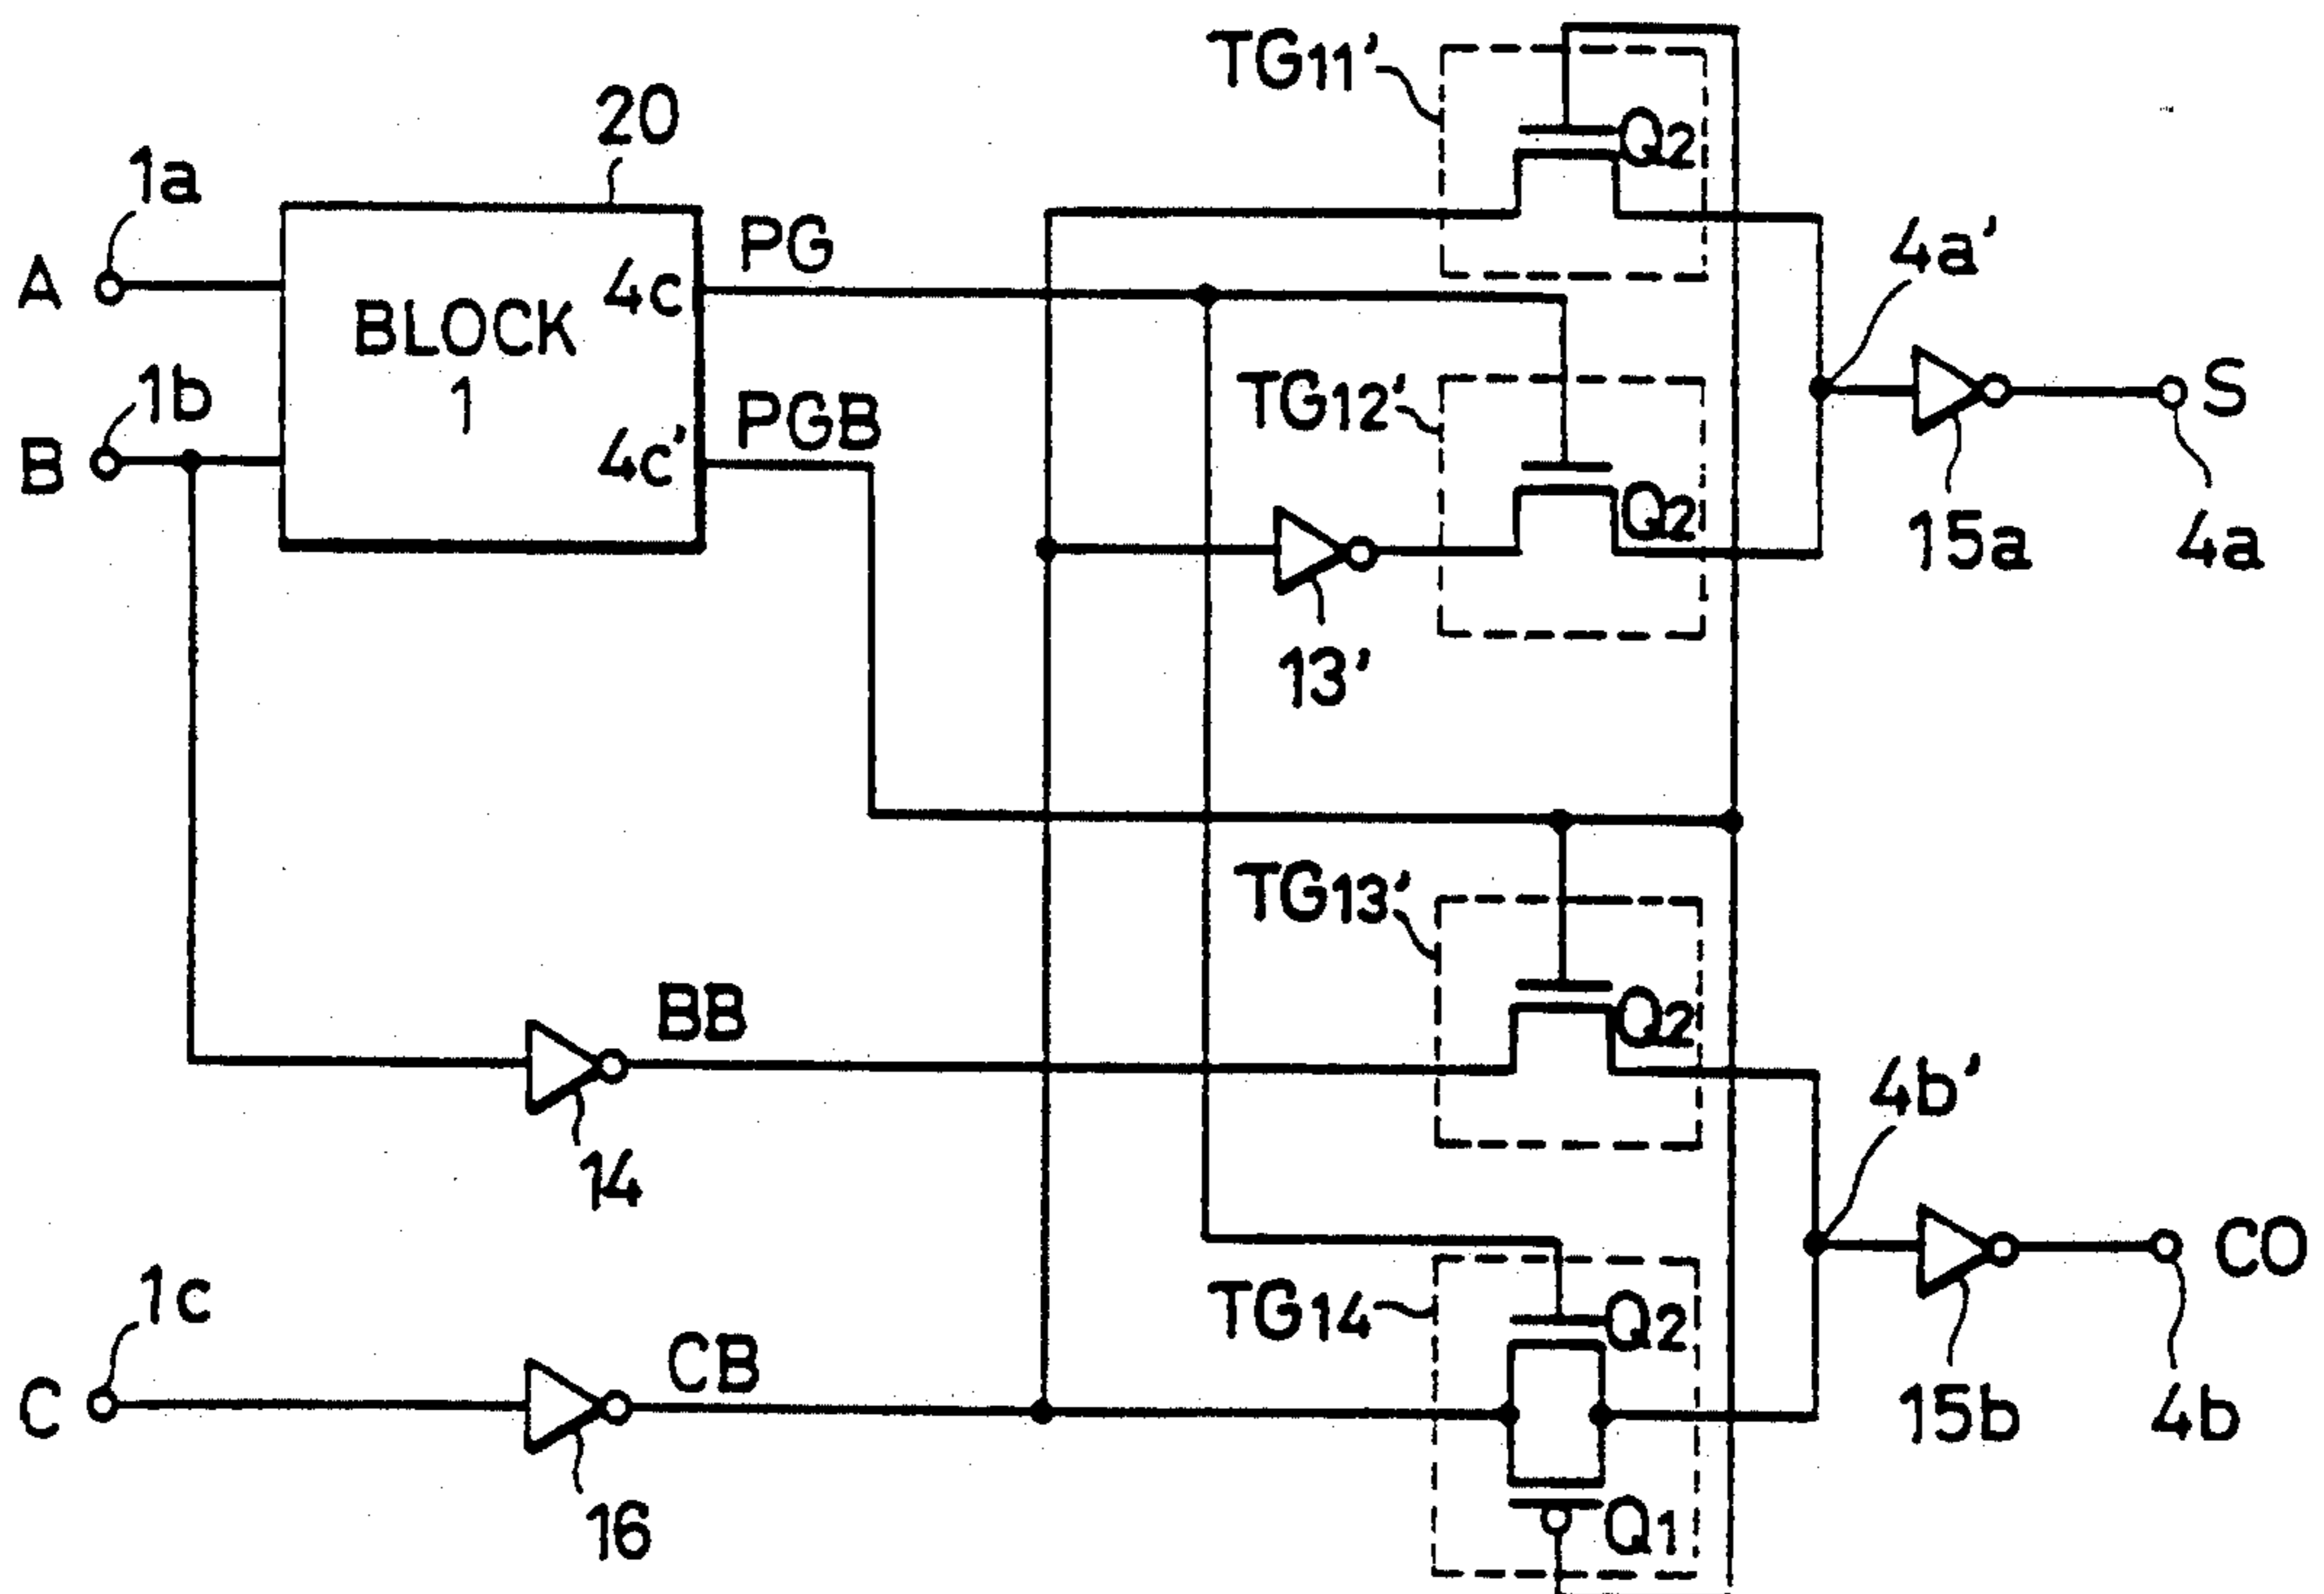 TG11'
Q2
20
1a
A
PG
4c
BLOCK
1
4a'
S
TG12'
1b
B
PGB
4c'
Q2
15a
4a
13'
TG13'
Q2
BB
14
4b'
CO
TG14
Q2
1c
C
CB
15b
4b
16
Q1